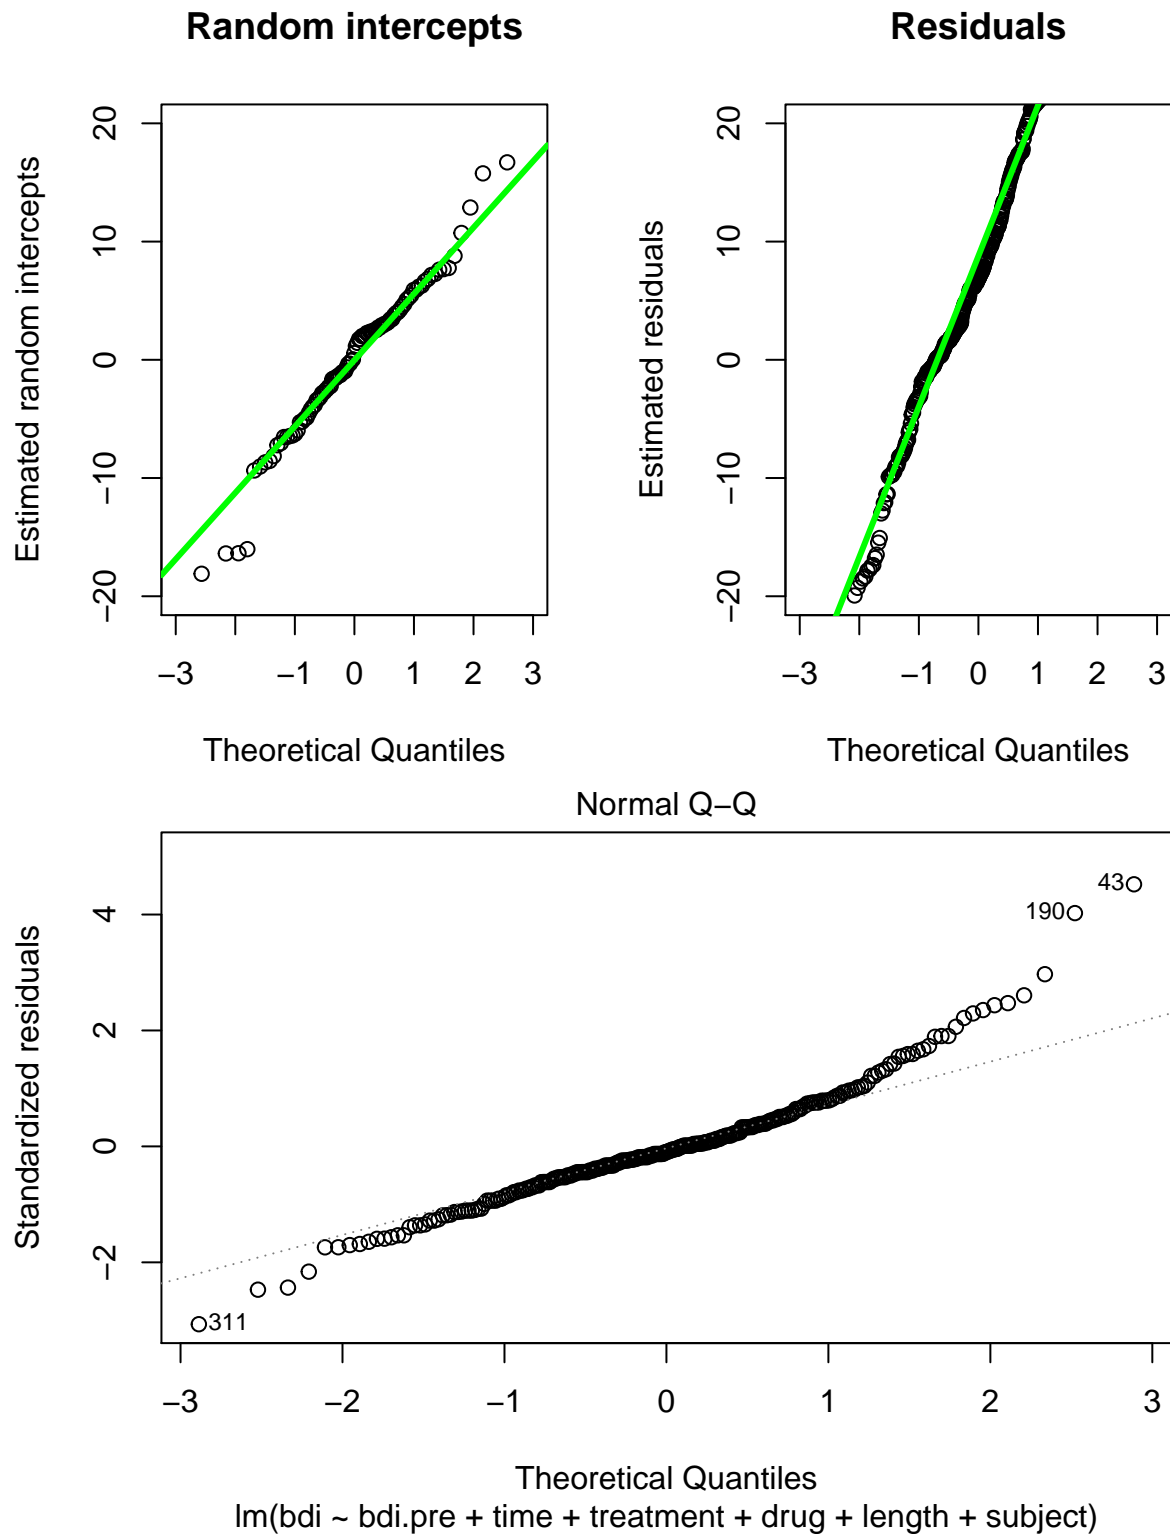 Random intercepts
Estimated random intercepts
20
10
0
−10
−20
−3 −1 0 1 2 3
Theoretical Quantiles
Residuals
Estimated residuals
20
10
0
−10
−20
−3 −1 0 1 2 3
Theoretical Quantiles
Normal Q−Q
Standardized residuals
4
2
0
−2
43
190
311
−3 −2 −1 0 1 2 3
Theoretical Quantiles
lm(bdi ~ bdi.pre + time + treatment + drug + length + subject)